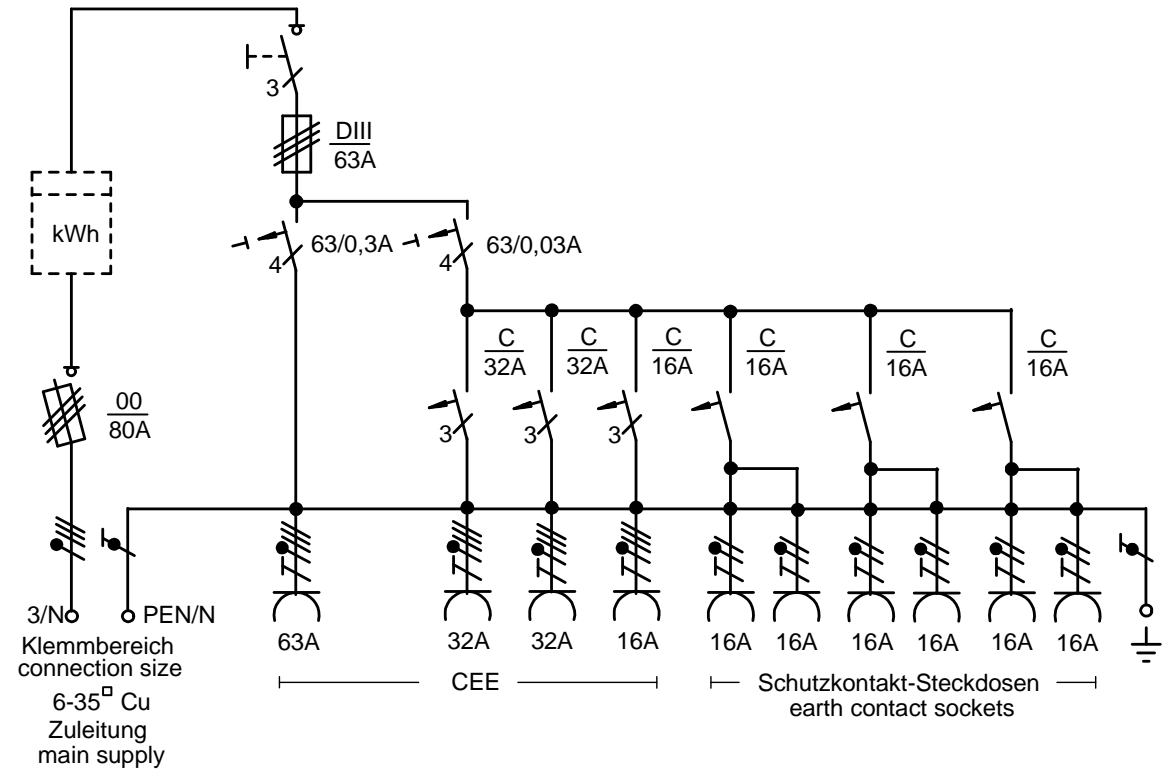 3
DIII
63A
kWh
4
63/0,3A
4
63/0,03A
C
32A
C
32A
C
16A
C
16A
C
16A
C
16A
00
80A
3
3
3
3/N
PEN/N
Klemmbereich
connection size
6-35□ Cu
Zuleitung
main supply
63A
32A
32A
16A
16A
16A
16A
16A
16A
16A
CEE
Schutzkontakt-Steckdosen
earth contact sockets